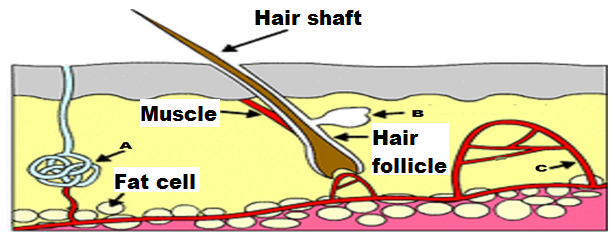 Hair shaft
Muscle
B
Hair
follicle
A
C
Fat cell